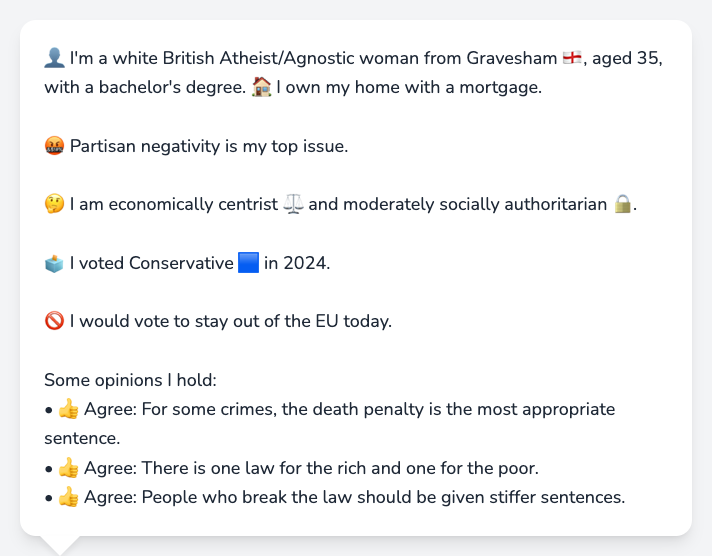 👤 I'm a white British Atheist/Agnostic woman from Gravesham 🏴󠁧󠁢󠁥󠁮󠁧󠁿, aged 35,
with a bachelor's degree. 🏠 I own my home with a mortgage.
🤬 Partisan negativity is my top issue.
🤔 I am economically centrist ⚖️ and moderately socially authoritarian 🔒.
🗳️ I voted Conservative 🟦 in 2024.
🚫 I would vote to stay out of the EU today.
Some opinions I hold:
• 👍 Agree: For some crimes, the death penalty is the most appropriate
sentence.
• 👍 Agree: There is one law for the rich and one for the poor.
• 👍 Agree: People who break the law should be given stiffer sentences.